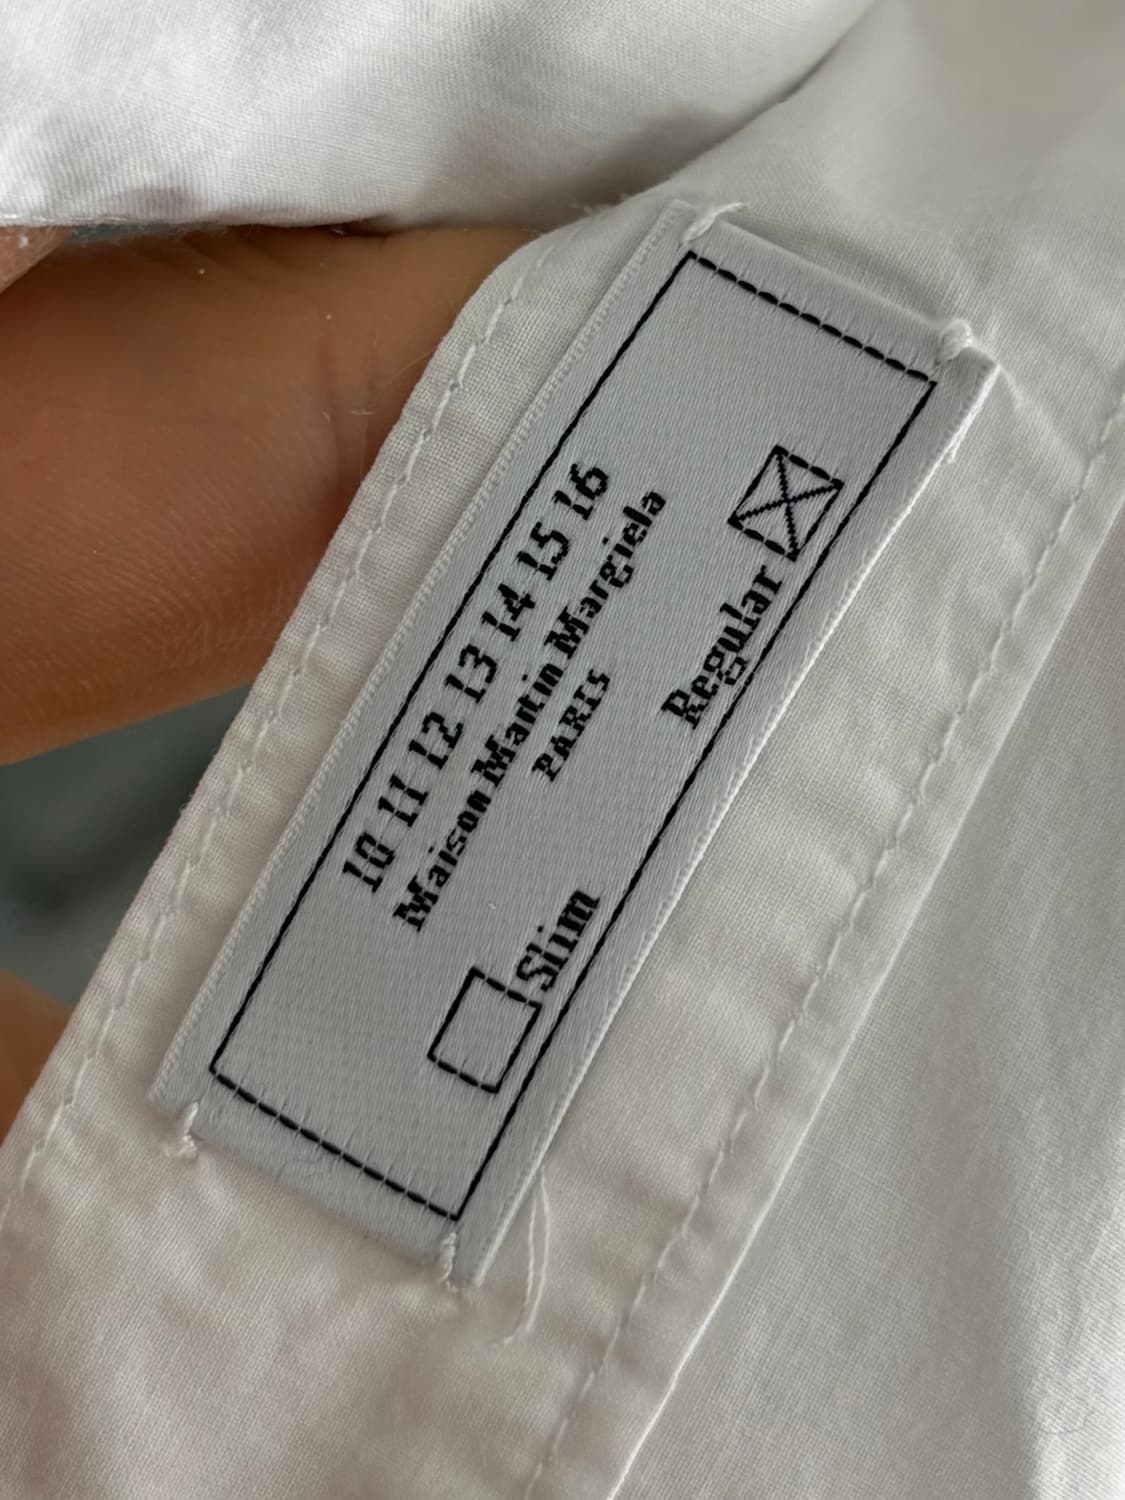 10 11 12 13 14 15 16
Maison Martin Margiela
PARIS
Slim
Regular